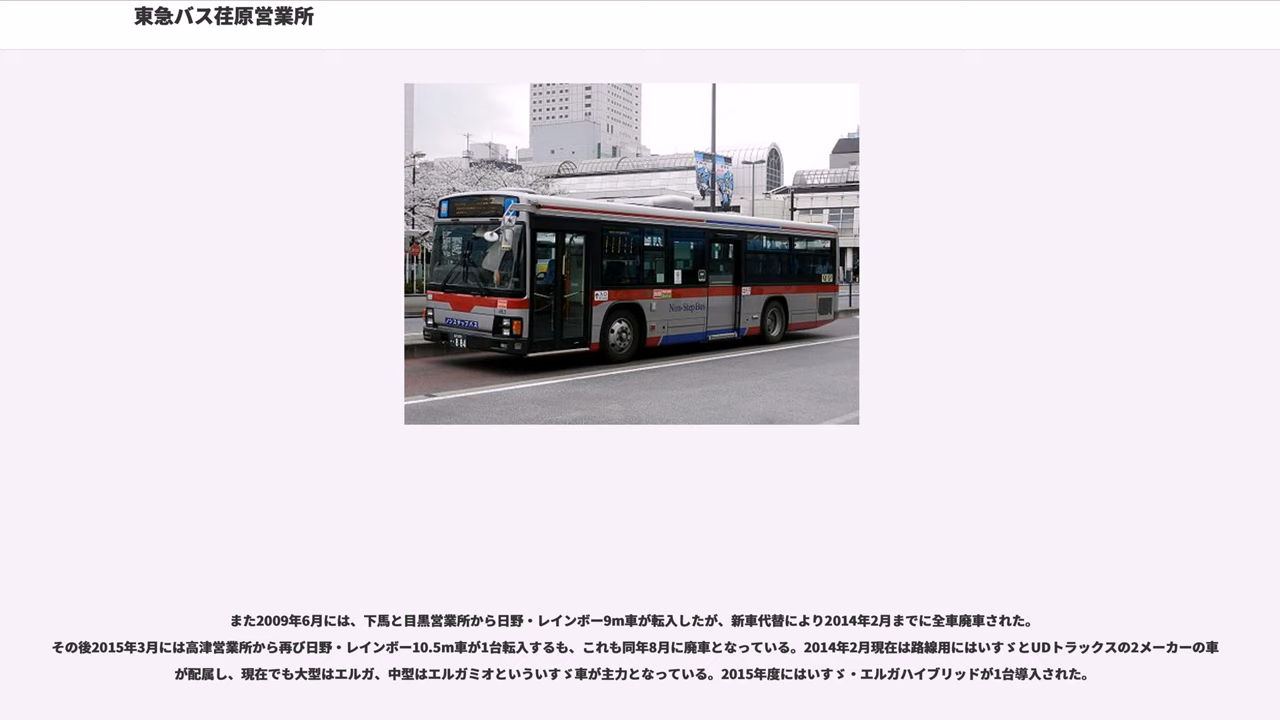 東急バス荏原営業所
Non-Step Bus
ノンステップバス
また2009年6月には、下馬と目黒営業所から日野・レインボー9m車が転入したが、新車代替により2014年2月までに全車廃車された。
その後2015年3月には高津営業所から再び日野・レインボー10.5m車が1台転入するも、これも同年8月に廃車となっている。2014年2月現在は路線用にはいすゞとUDトラックスの2メーカーの車
が配属し、現在でも大型はエルガ、中型はエルガミオといういすゞ車が主力となっている。2015年度にはいすゞ・エルガハイブリッドが1台導入された。